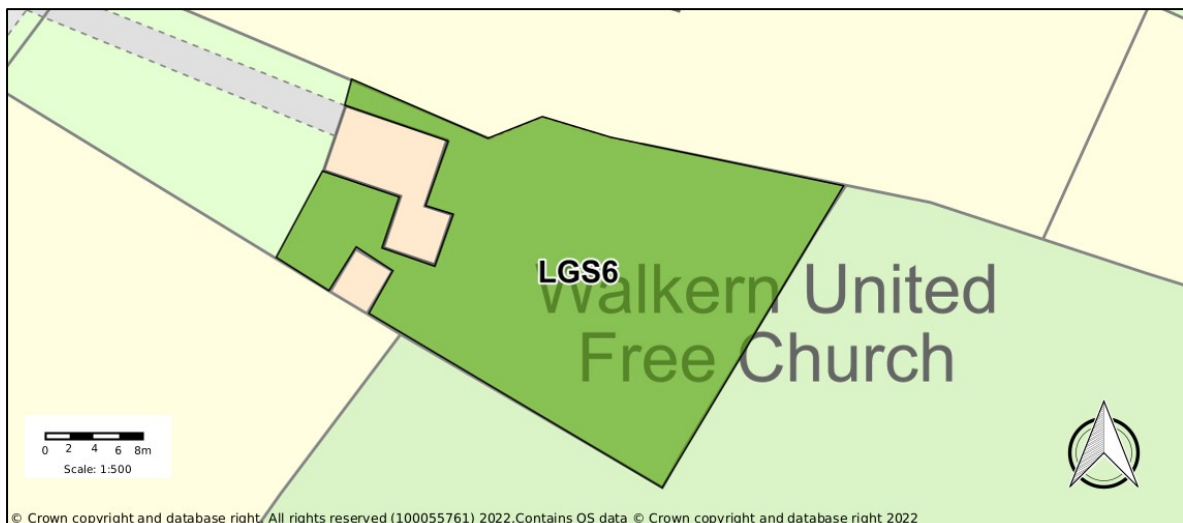 LGS6
Walkern United
Free Church
0 2 4 6 8m
Scale: 1:500
© Crown copyright and database right. All rights reserved (100055761) 2022.Contains OS data © Crown copyright and database right 2022